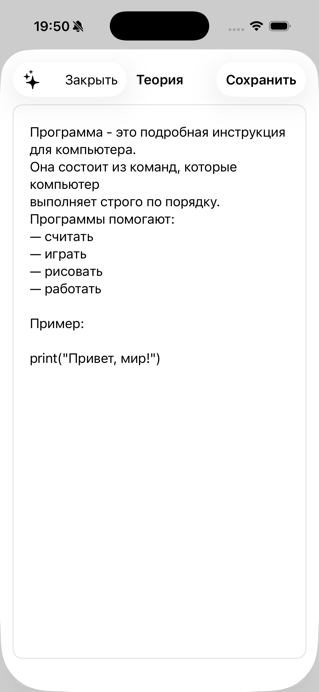 19:50
Закрыть Теория Сохранить
Программа - это подробная инструкция
для компьютера.
Она состоит из команд, которые
компьютер
выполняет строго по порядку.
Программы помогают:
— считать
— играть
— рисовать
— работать
Пример:
print("Привет, мир!")